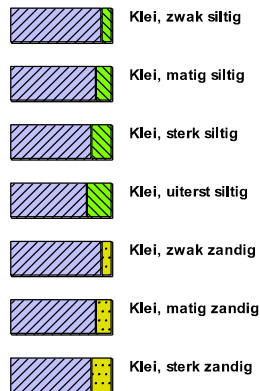 Klei, zwak siltig
Klei, matig siltig
Klei, sterk siltig
Klei, uiterst siltig
Klei, zwak zandig
Klei, matig zandig
Klei, sterk zandig